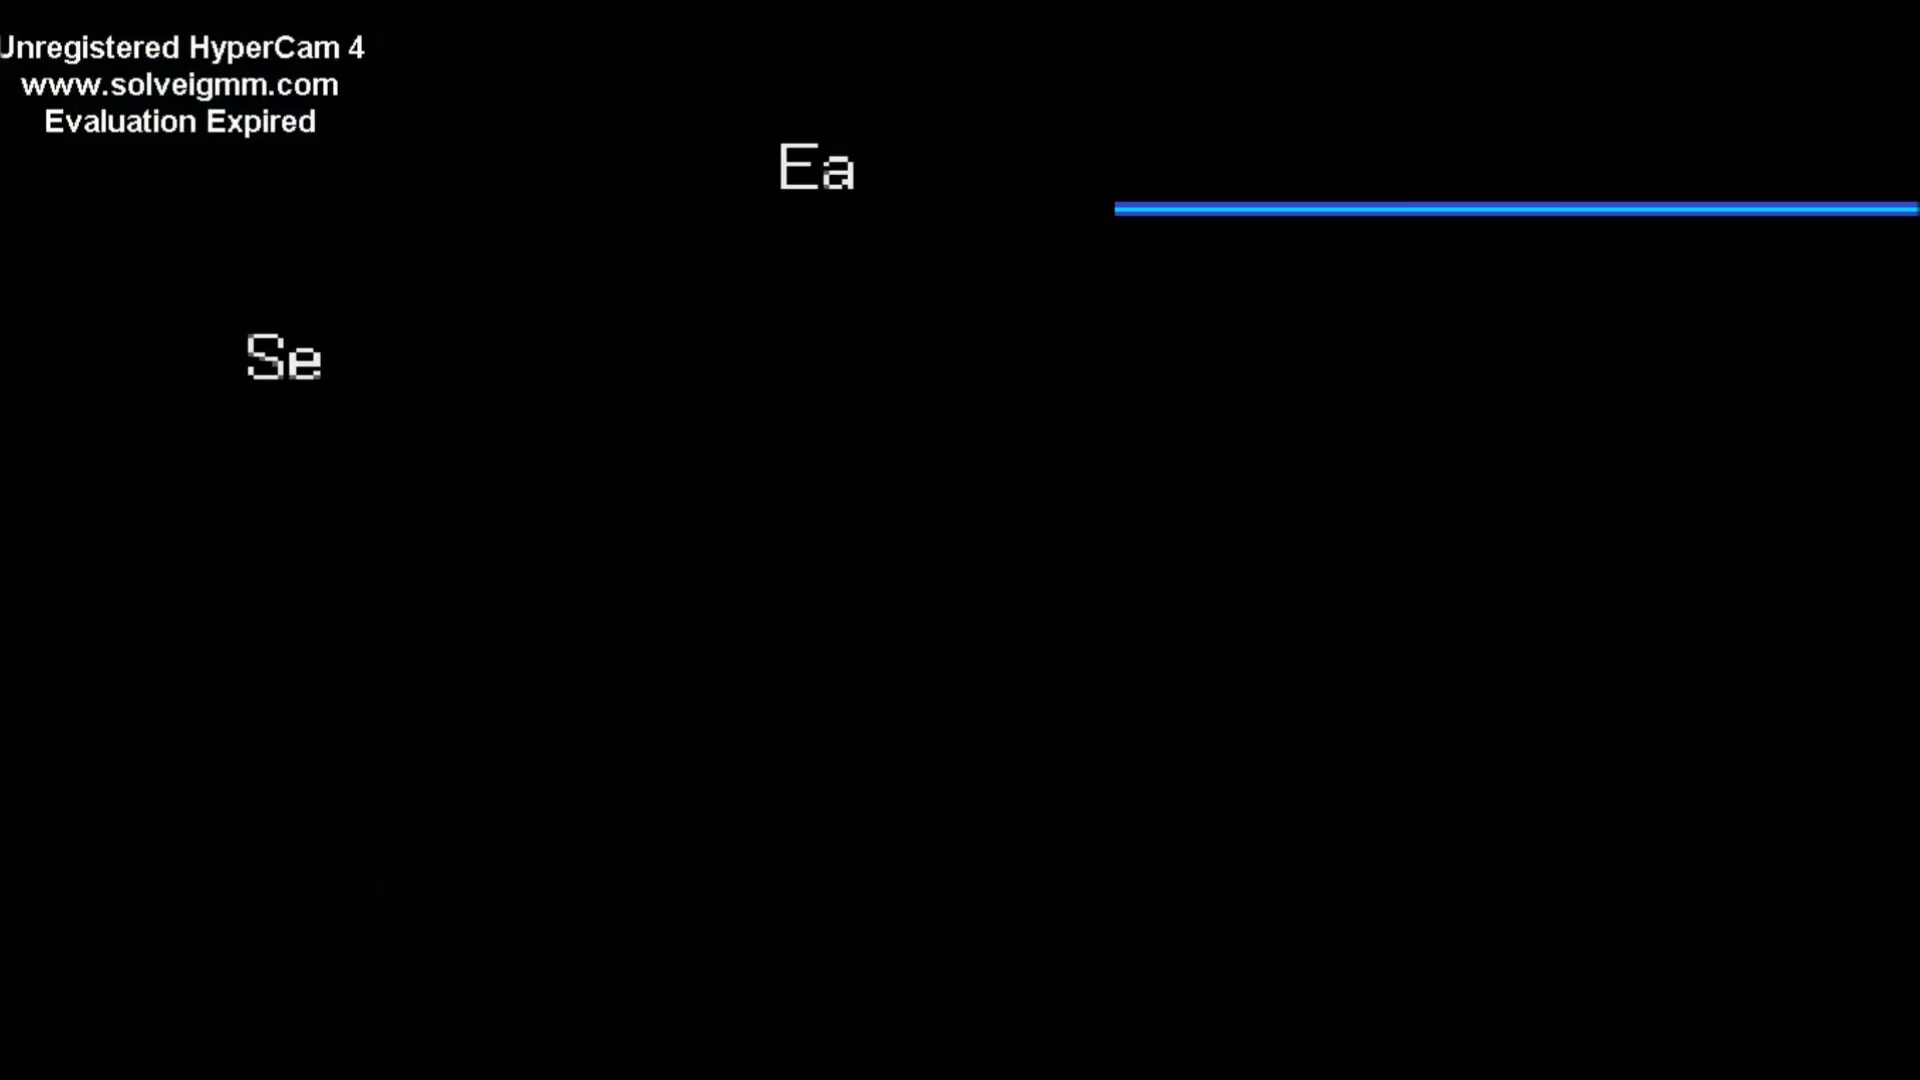 Unregistered HyperCam 4
www.solveigmm.com
Evaluation Expired
Ea
Se